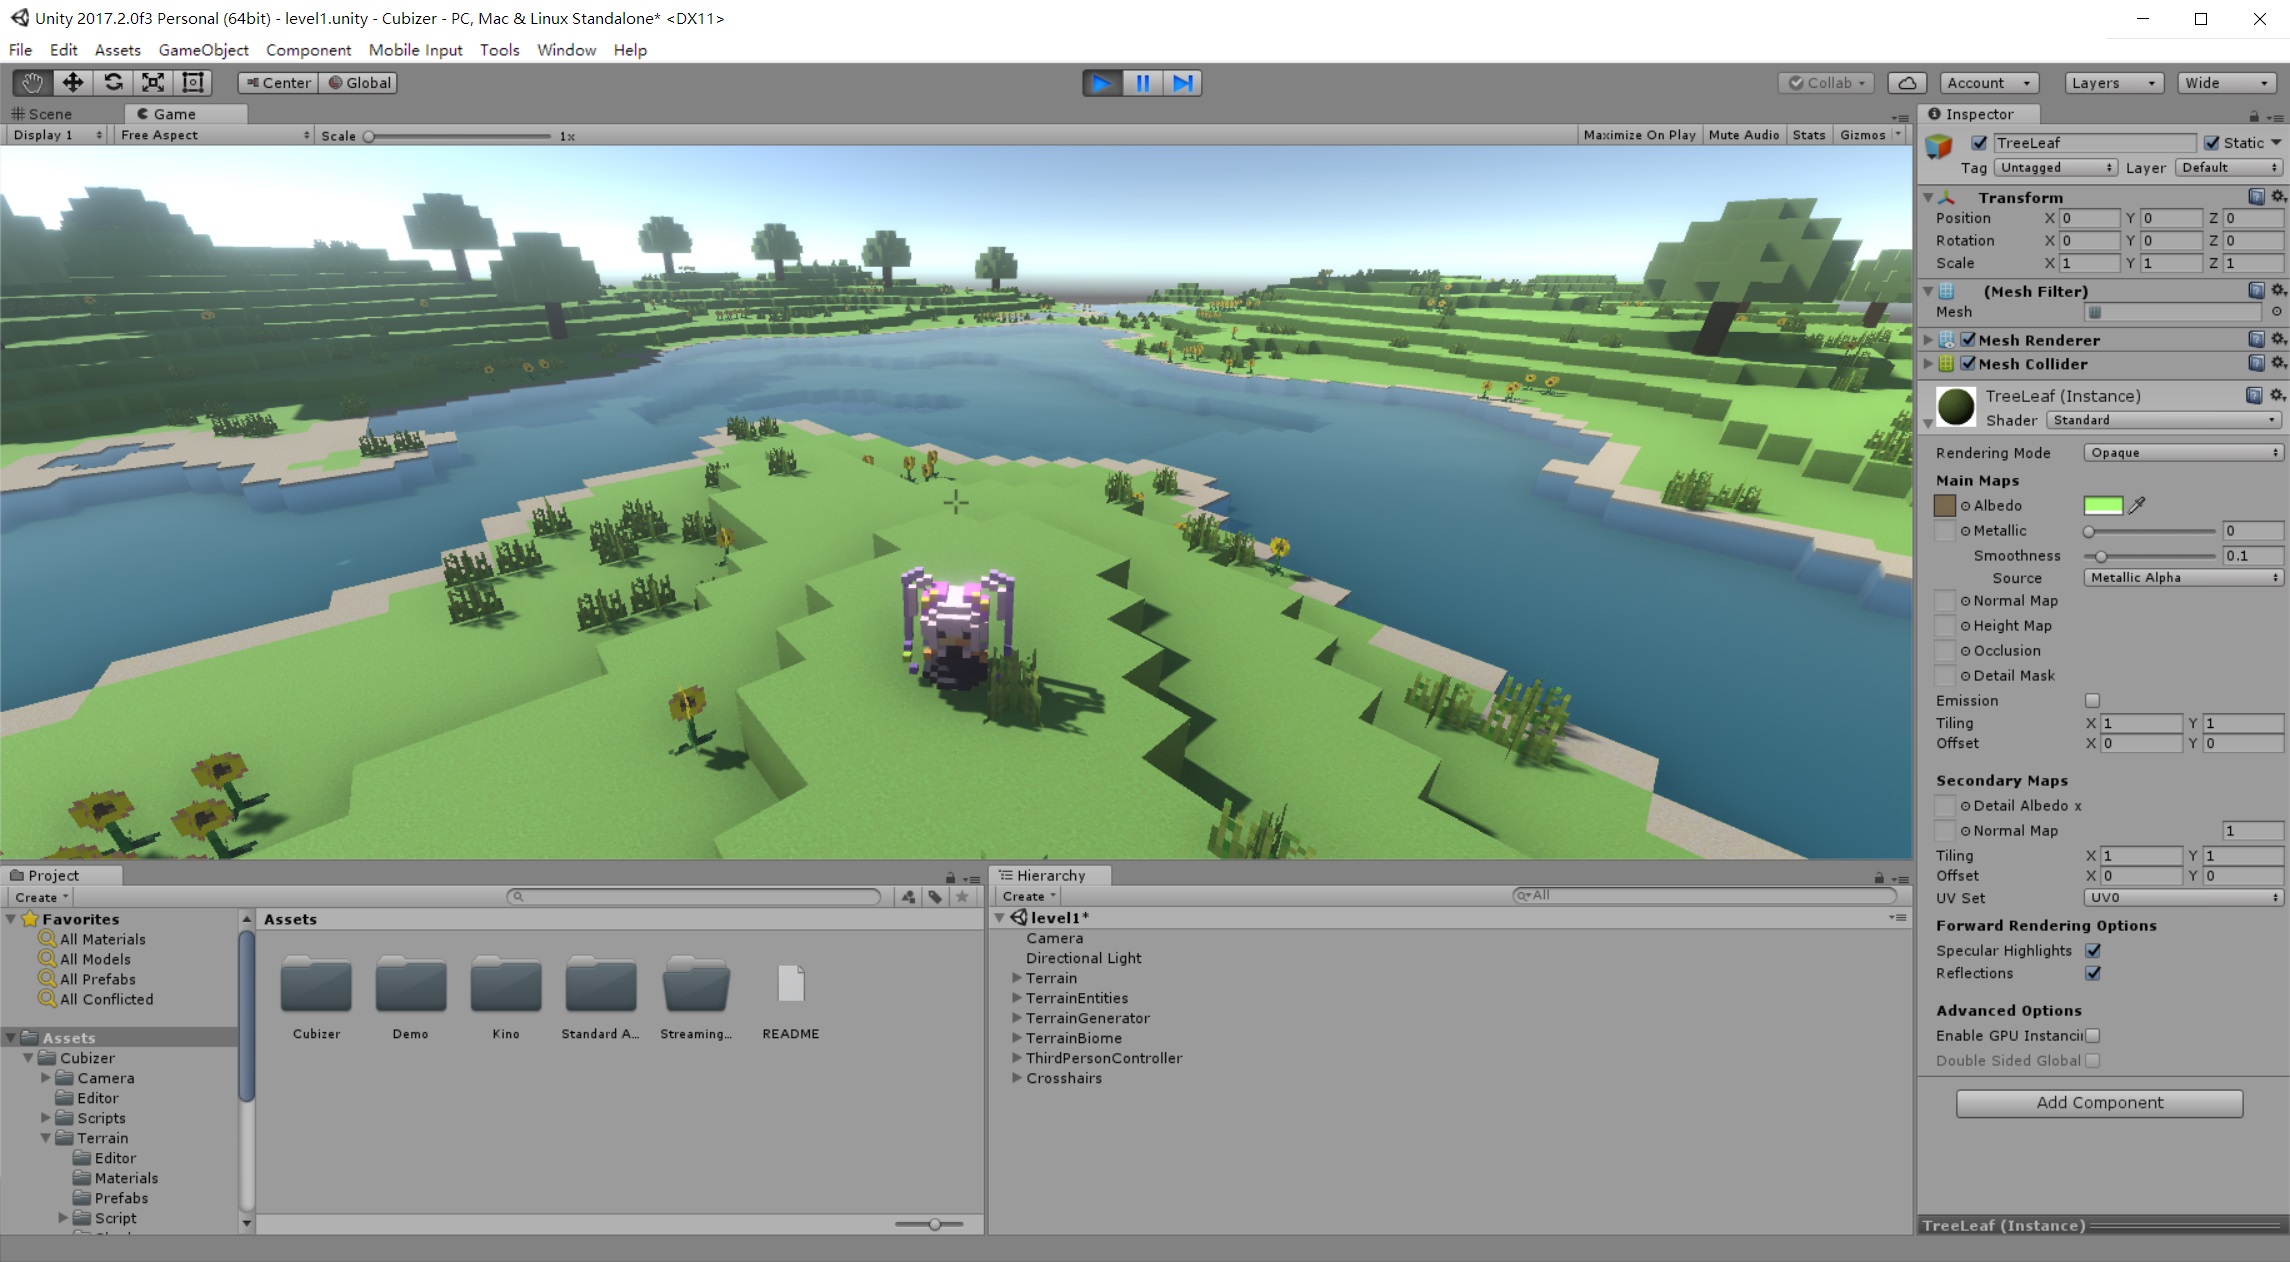 Unity 2017.2.0f3 Personal (64bit) - level1.unity - Cubizer - PC, Mac & Linux Standalone* <DX11>
File Edit Assets GameObject Component Mobile Input Tools Window Help
Center Global Collab Account Layers Wide
Scene Game
Display 1 Free Aspect Scale 1x Maximize On Play Mute Audio Stats Gizmos
Inspector
TreeLeaf Static
Tag Untagged Layer Default
Transform
Position X 0 Y 0 Z 0
Rotation X 0 Y 0 Z 0
Scale X 1 Y 1 Z 1
(Mesh Filter)
Mesh
Mesh Renderer
Mesh Collider
TreeLeaf (Instance)
Shader Standard
Rendering Mode Opaque
Main Maps
Albedo
Metallic 0
Smoothness 0.1
Source Metallic Alpha
Normal Map
Height Map
Occlusion
Detail Mask
Emission
Tiling X 1 Y 1
Offset X 0 Y 0
Secondary Maps
Detail Albedo x
Normal Map 1
Tiling X 1 Y 1
Offset X 0 Y 0
UV Set UV0
Forward Rendering Options
Specular Highlights
Reflections
Advanced Options
Enable GPU Instancin
Double Sided Global
Add Component
TreeLeaf (Instance)
Project
Create
Favorites
All Materials
All Models
All Prefabs
All Conflicted
Assets
Cubizer
Camera
Editor
Scripts
Terrain
Editor
Materials
Prefabs
Script
Assets
Cubizer Demo Kino Standard A... Streaming... README
Hierarchy
Create All
level1*
Camera
Directional Light
Terrain
TerrainEntities
TerrainGenerator
TerrainBiome
ThirdPersonController
Crosshairs